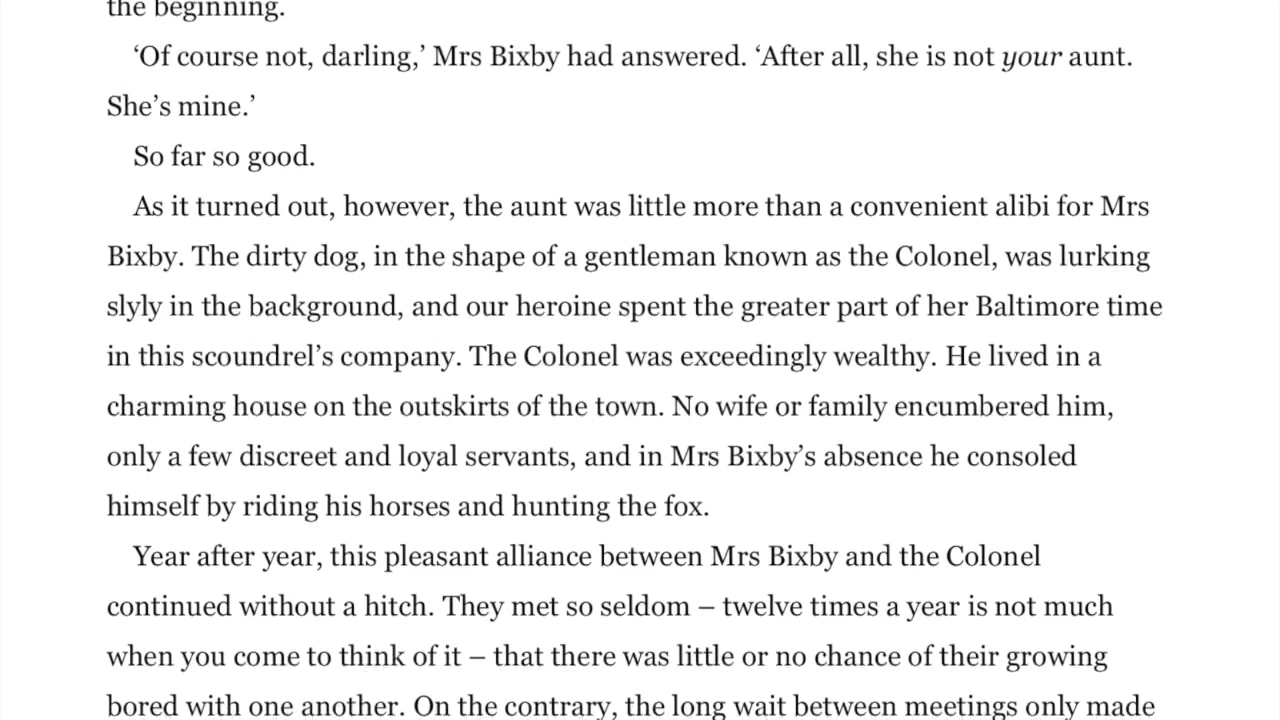 the beginning.
‘Of course not, darling,’ Mrs Bixby had answered. ‘After all, she is not your aunt.
She’s mine.’
So far so good.
As it turned out, however, the aunt was little more than a convenient alibi for Mrs
Bixby. The dirty dog, in the shape of a gentleman known as the Colonel, was lurking
slyly in the background, and our heroine spent the greater part of her Baltimore time
in this scoundrel’s company. The Colonel was exceedingly wealthy. He lived in a
charming house on the outskirts of the town. No wife or family encumbered him,
only a few discreet and loyal servants, and in Mrs Bixby’s absence he consoled
himself by riding his horses and hunting the fox.
Year after year, this pleasant alliance between Mrs Bixby and the Colonel
continued without a hitch. They met so seldom – twelve times a year is not much
when you come to think of it – that there was little or no chance of their growing
bored with one another. On the contrary, the long wait between meetings only made